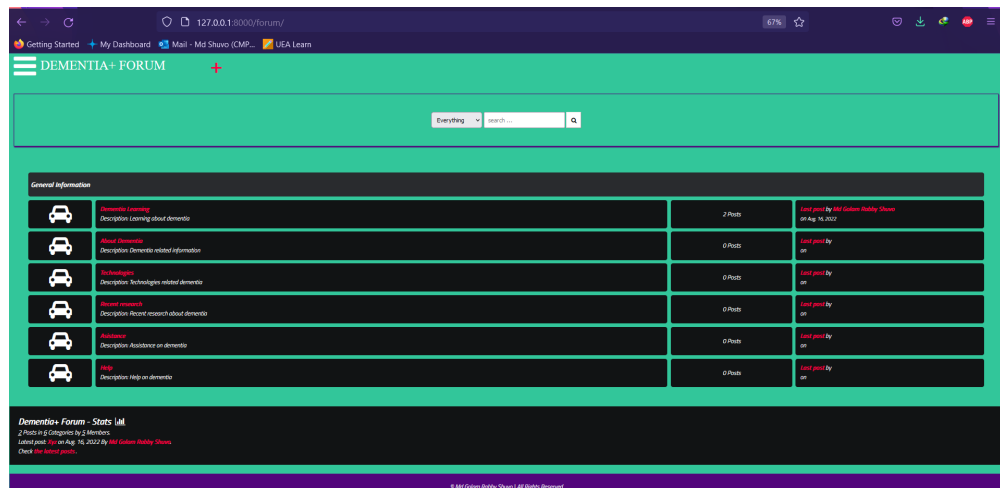 127.0.0.1:8000/forum/ 67%
Getting Started My Dashboard Mail - Md Shuvo (CMP... UEA Learn
DEMENTIA+ FORUM
Everything search ...
General Information
Dementia Learning
Description: Learning about dementia
2 Posts
Last post by Md Golam Robby Shuvo
on Aug. 16, 2022
About Dementia
Description: Dementia related information
0 Posts
Last post by
on
Technologies
Description: Technologies related dementia
0 Posts
Last post by
on
Recent research
Description: Recent research about dementia
0 Posts
Last post by
on
Assistance
Description: Assistance on dementia
0 Posts
Last post by
on
Help
Description: Help on dementia
0 Posts
Last post by
on
Dementia+ Forum - Stats
2 Posts in 6 Categories by 5 Members.
Latest post: on Aug. 16, 2022 By Md Golam Robby Shuvo.
Check the latest posts..
© Md Golam Robby Shuvo | All Rights Reserved